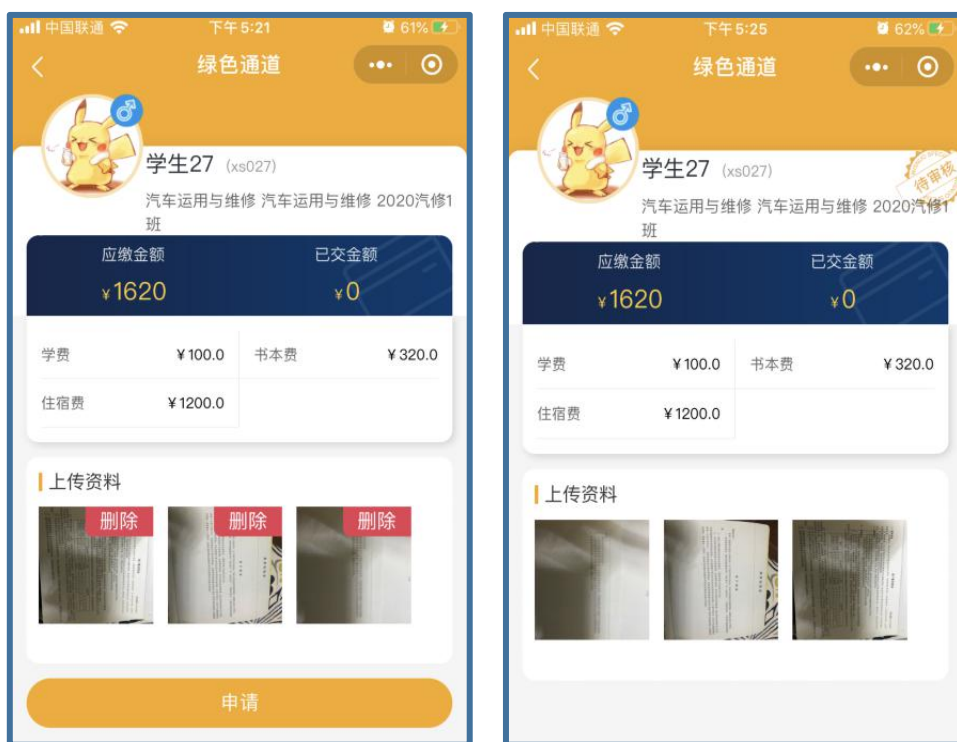 中国联通 下午5:21 61%
绿色通道
学生27 (xs027)
汽车运用与维修 汽车运用与维修 2020汽修1
班
应缴金额 已交金额
¥1620 ¥0
学费 ¥100.0 书本费 ¥320.0
住宿费 ¥1200.0
上传资料
删除 删除 删除
申请
中国联通 下午5:25 62%
绿色通道
学生27 (xs027)
待审核
汽车运用与维修 汽车运用与维修 2020汽修1
班
应缴金额 已交金额
¥1620 ¥0
学费 ¥100.0 书本费 ¥320.0
住宿费 ¥1200.0
上传资料